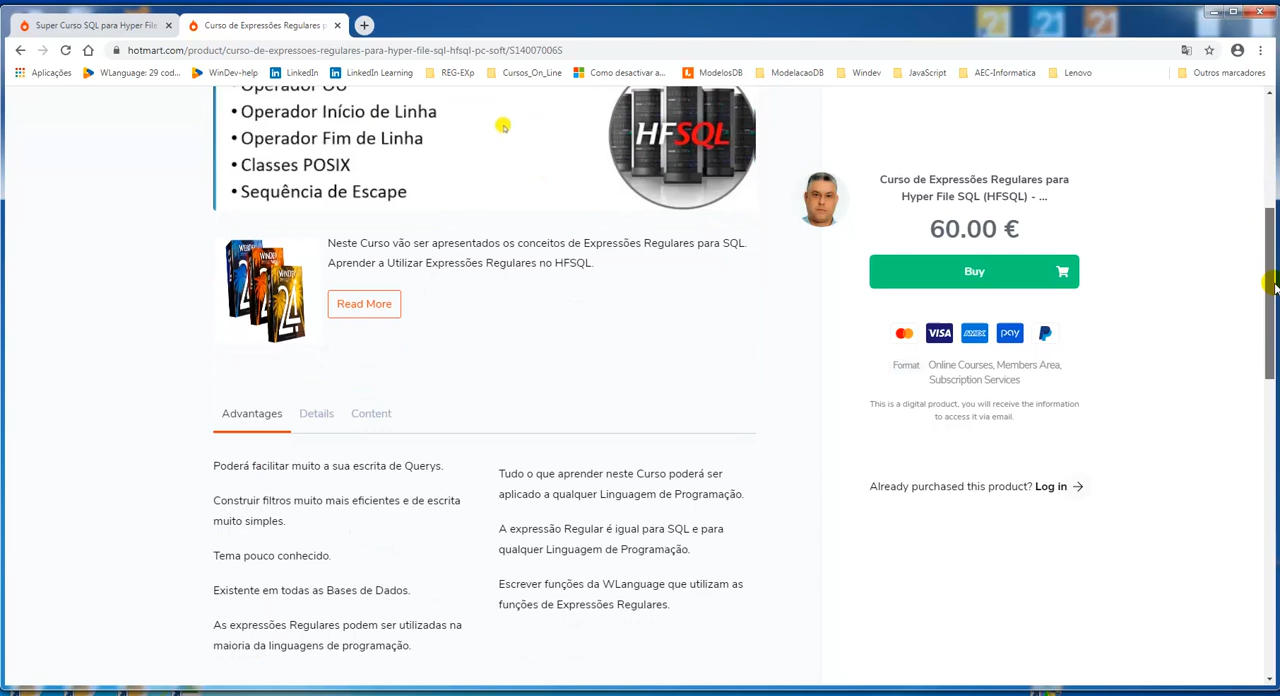 Super Curso SQL para Hyper File
Curso de Expressões Regulares p
hotmart.com/product/curso-de-expressoes-regulares-para-hyper-file-sql-hfsql-pc-soft/S14007006S
Aplicações
WLanguage: 29 cod...
WinDev-help
LinkedIn
LinkedIn Learning
REG-EXp
Cursos_On_Line
Como desactivar a...
ModelosDB
ModelacaoDB
Windev
JavaScript
AEC-Informatica
Lenovo
Outros marcadores
• Operador OU
• Operador Início de Linha
• Operador Fim de Linha
• Classes POSIX
• Sequência de Escape
HFSQL
Neste Curso vão ser apresentados os conceitos de Expressões Regulares para SQL.
Aprender a Utilizar Expressões Regulares no HFSQL.
24
Read More
Advantages
Details
Content
Poderá facilitar muito a sua escrita de Querys.
Construir filtros muito mais eficientes e de escrita
muito simples.
Tema pouco conhecido.
Existente em todas as Bases de Dados.
As expressões Regulares podem ser utilizadas na
maioria da linguagens de programação.
Tudo o que aprender neste Curso poderá ser
aplicado a qualquer Linguagem de Programação.
A expressão Regular é igual para SQL e para
qualquer Linguagem de Programação.
Escrever funções da WLanguage que utilizam as
funções de Expressões Regulares.
Curso de Expressões Regulares para
Hyper File SQL (HFSQL) - ...
60.00 €
Buy
VISA
AMEX
pay
Format
Online Courses, Members Area,
Subscription Services
This is a digital product, you will receive the information
to access it via email.
Already purchased this product? Log in →